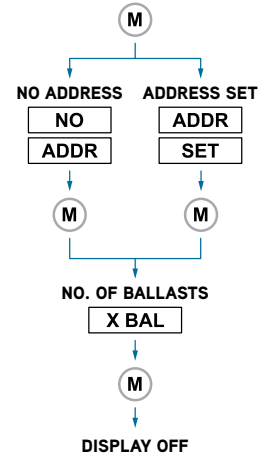 M
NO ADDRESS ADDRESS SET
NO ADDR
ADDR SET
M M
NO. OF BALLASTS
X BAL
M
DISPLAY OFF